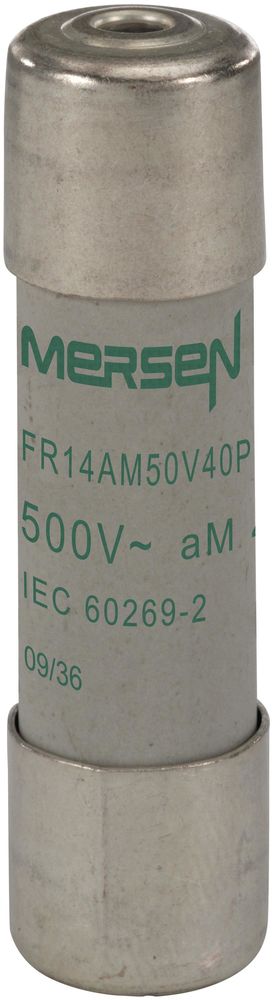 MERSEN
FR14AM50V40P
500V~ aM
IEC 60269-2
09/36